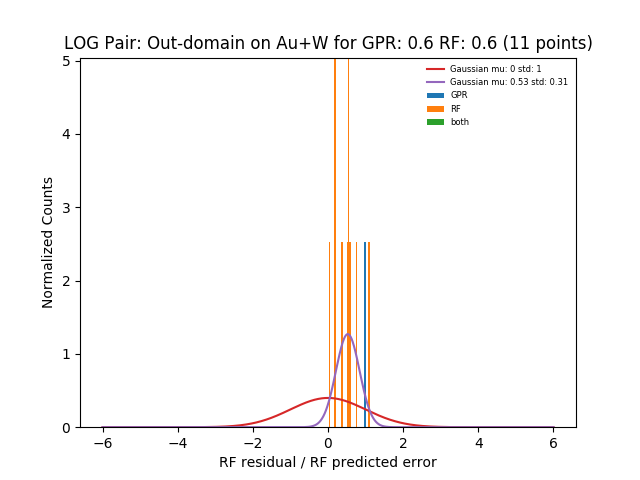 LOG Pair: Out-domain on Au+W for GPR: 0.6 RF: 0.6 (11 points)
Gaussian mu: 0 std: 1
Gaussian mu: 0.53 std: 0.31
GPR
RF
both
Normalized Counts
5
4
3
2
1
0
−6 −4 −2 0 2 4 6
RF residual / RF predicted error